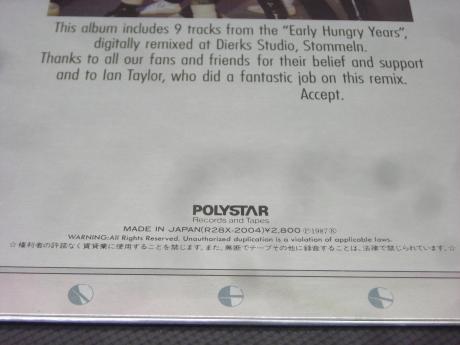 This album includes 9 tracks from the "Early Hungry Years",
digitally remixed at Dierks Studio, Stommeln.
Thanks to all our fans and friends for their belief and support
and to Ian Taylor, who did a fantastic job on this remix.
Accept.
POLYSTAR
Records and Tapes
MADE IN JAPAN(R28X-2004)¥2,800 Ⓟ1987Ⓡ
WARNING:All Rights Reserved. Unauthorized duplication is a violation of applicable laws.
☆権利者の許諾なく賃貸業に使用することを禁じます。また、無断でテープその他に録音することは、法律で禁じられています。☆